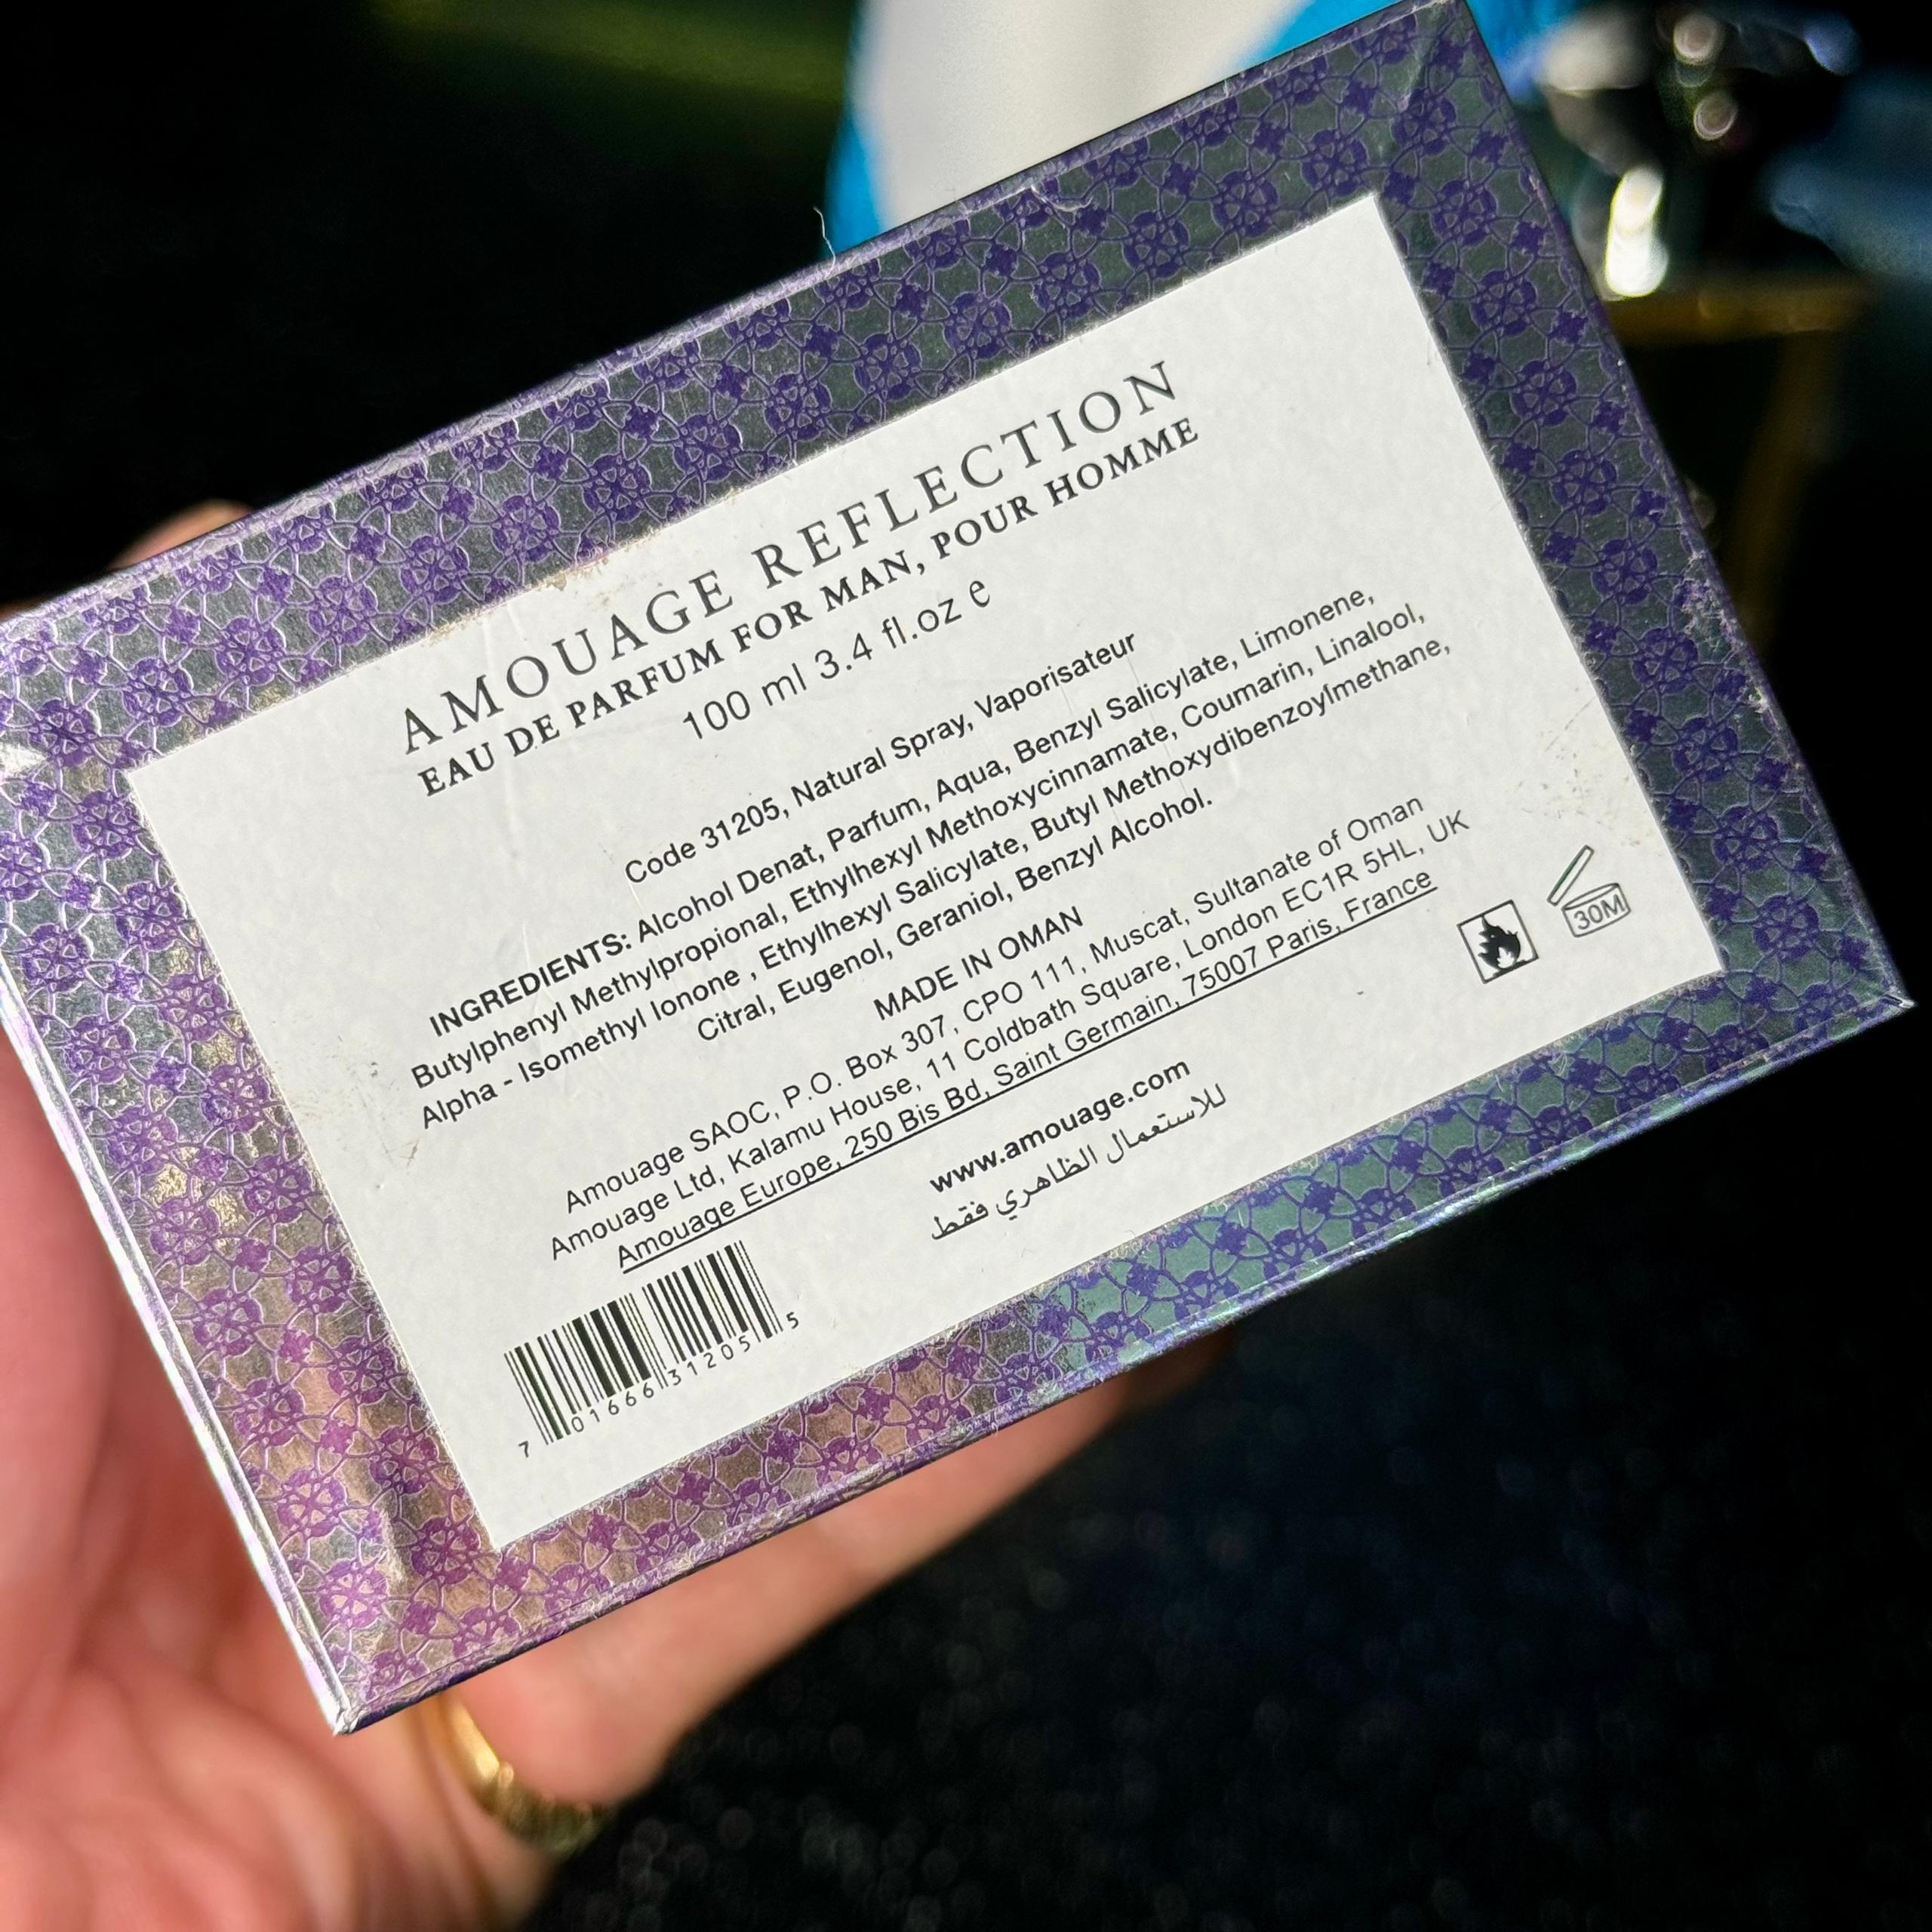 AMOUAGE REFLECTION
EAU DE PARFUM FOR MAN, POUR HOMME
100 ml 3.4 fl.oz e
Code 31205, Natural Spray, Vaporisateur
INGREDIENTS: Alcohol Denat, Parfum, Aqua, Benzyl Salicylate, Limonene,
Butylphenyl Methylpropional, Ethylhexyl Methoxycinnamate, Coumarin, Linalool,
Alpha - Isomethyl Ionone , Ethylhexyl Salicylate, Butyl Methoxydibenzoylmethane,
Citral, Eugenol, Geraniol, Benzyl Alcohol.
MADE IN OMAN
Amouage SAOC, P.O. Box 307, CPO 111, Muscat, Sultanate of Oman
Amouage Ltd, Kalamu House, 11 Coldbath Square, London EC1R 5HL, UK
Amouage Europe, 250 Bis Bd, Saint Germain, 75007 Paris, France
www.amouage.com
للاستعمال الظاهري فقط
30M
7 01666 31205 5